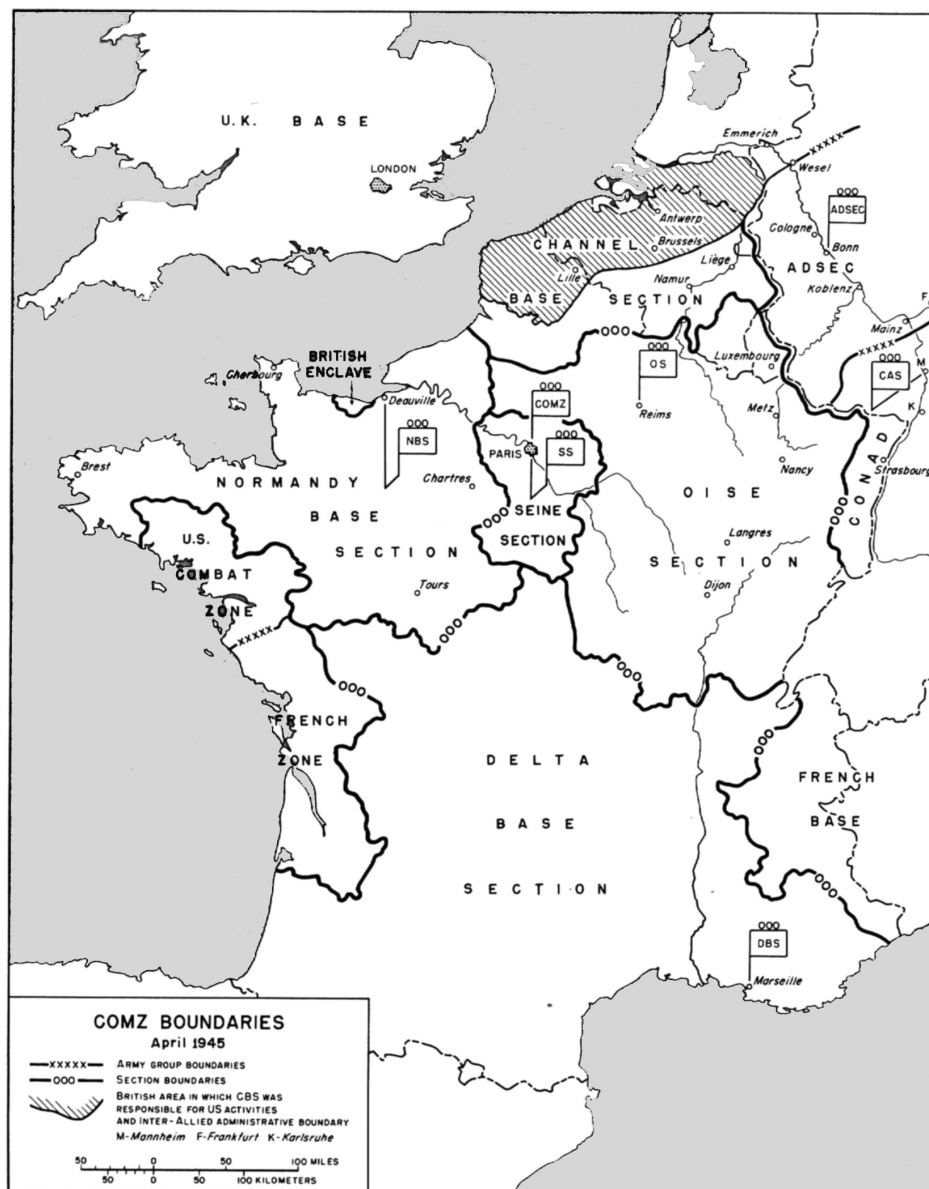 U.K. BASE
LONDON
Emmerich
Wesel
ADSEC
Antwerp
Cologne
Brussels
Bonn
CHANNEL
Liège
ADSEC
Lille
Namur
Koblenz
BASE SECTION
F
Mainz
BRITISH
ENCLAVE
Cherbourg
OS
Luxembourg
CAS
M
Deauville
COMZ
Reims
Metz
K
NBS
SS
PARIS
Brest
Chartres
Nancy
Strasbourg
CONAD
NORMANDY
BASE
SECTION
SEINE
SECTION
OISE
SECTION
Langres
U.S.
COMBAT
ZONE
Tours
Dijon
XXXXX
OOO
FRENCH
ZONE
DELTA
BASE
SECTION
FRENCH
BASE
DBS
Marseille
COMZ BOUNDARIES
April 1945
XXXXX ARMY GROUP BOUNDARIES
OOO SECTION BOUNDARIES
BRITISH AREA IN WHICH CBS WAS
RESPONSIBLE FOR US ACTIVITIES
AND INTER-ALLIED ADMINISTRATIVE BOUNDARY
M-Mannheim F-Frankfurt K-Karlsruhe
50 0 50 100 MILES
50 0 50 100 KILOMETERS